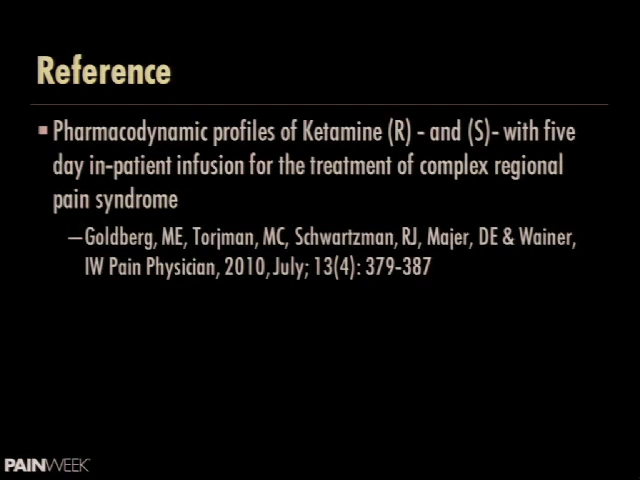 Reference
▪ Pharmacodynamic profiles of Ketamine (R) - and (S)- with five
day in-patient infusion for the treatment of complex regional
pain syndrome
—Goldberg, ME, Torjman, MC, Schwartzman, RJ, Majer, DE & Wainer,
IW Pain Physician, 2010, July; 13(4): 379-387
PAINWEEK